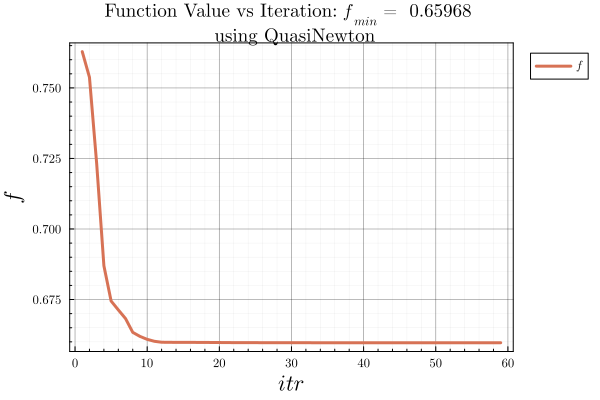 Function Value vs Iteration: f_min = 0.65968
using QuasiNewton
f
0.750
0.725
0.700
0.675
f
0 10 20 30 40 50 60
itr